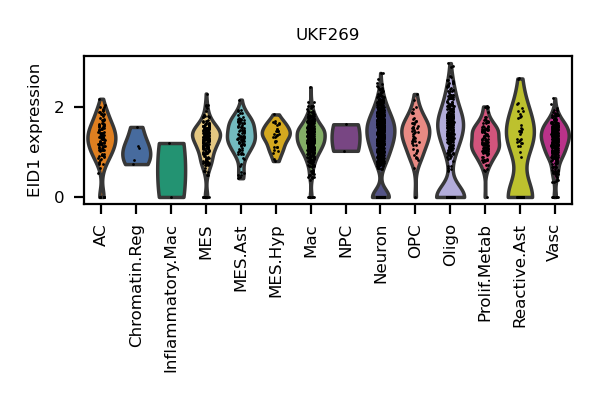 UKF269
EID1 expression
2
0
AC
Chromatin.Reg
Inflammatory.Mac
MES
MES.Ast
MES.Hyp
Mac
NPC
Neuron
OPC
Oligo
Prolif.Metab
Reactive.Ast
Vasc